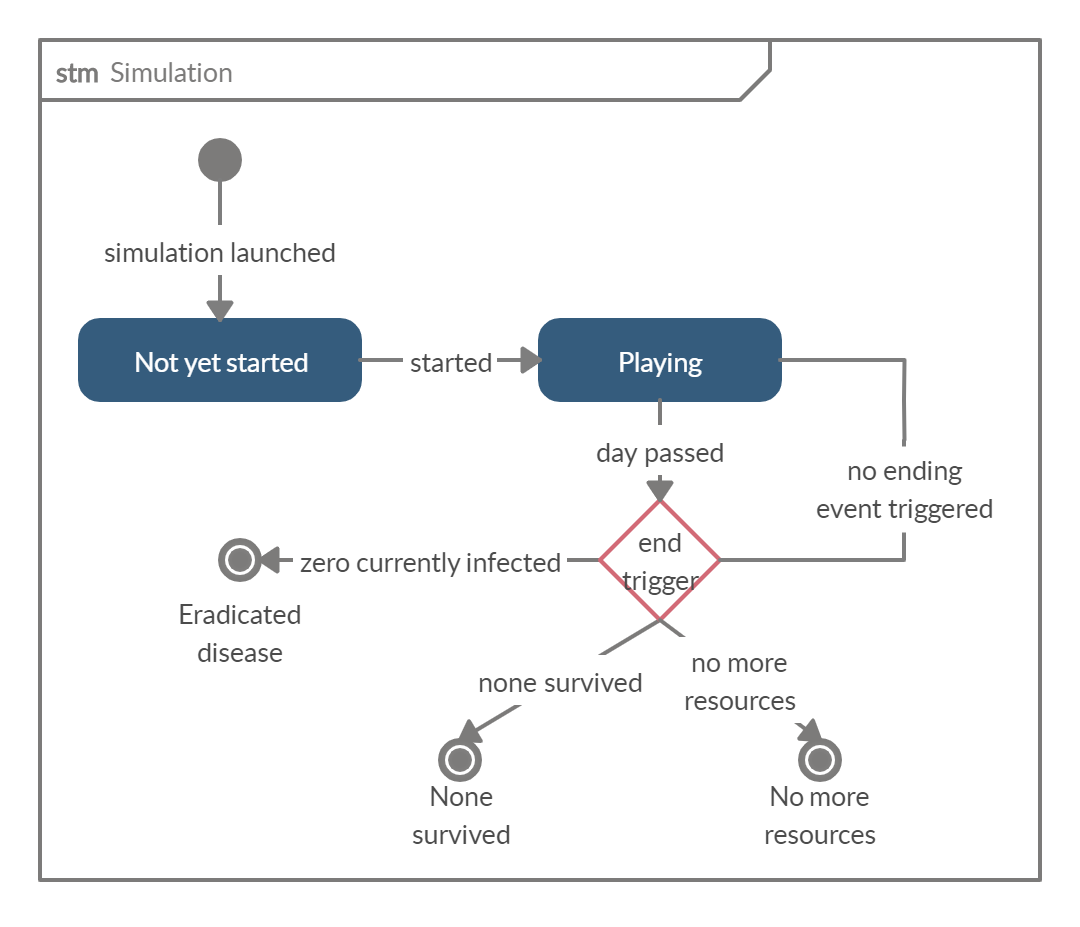 stm Simulation
simulation launched
Not yet started
started
Playing
day passed
no ending
event triggered
end
trigger
zero currently infected
Eradicated
disease
no more
resources
none survived
None
survived
No more
resources